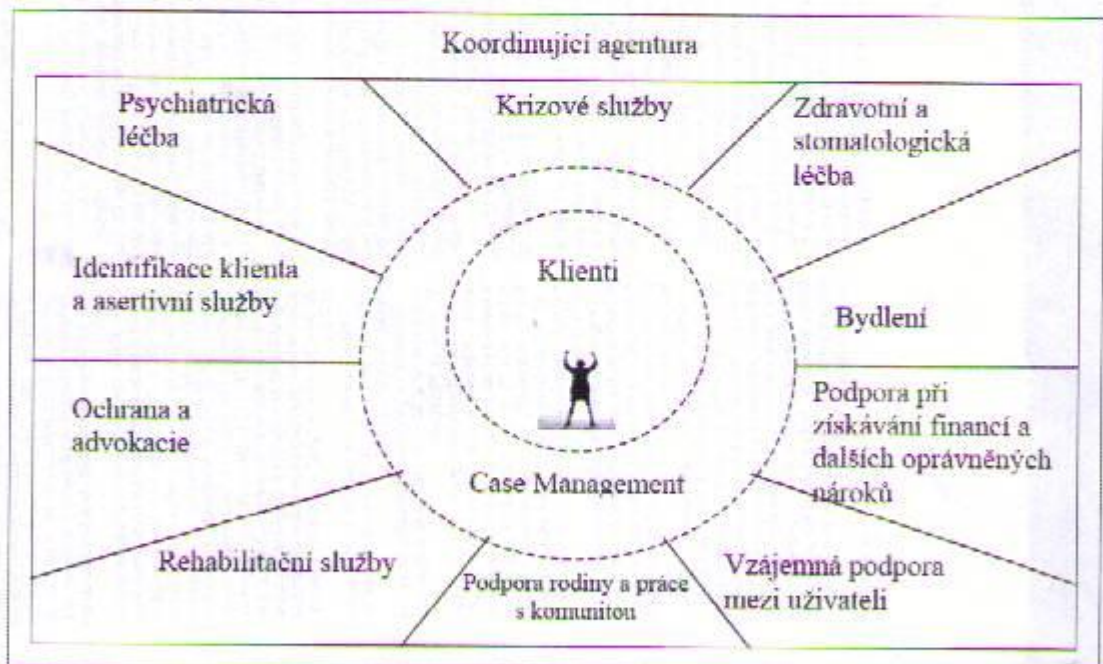 Koordinující agentura
Psychiatrická
léčba
Krizové služby
Zdravotní a
stomatologická
léčba
Identifikace klienta
a asertivní služby
Klienti
Bydlení
Ochrana a
advokacie
Podpora při
získávání financí a
dalších oprávněných
nároků
Case Management
Rehabilitační služby
Podpora rodiny a práce
s komunitou
Vzájemná podpora
mezi uživateli